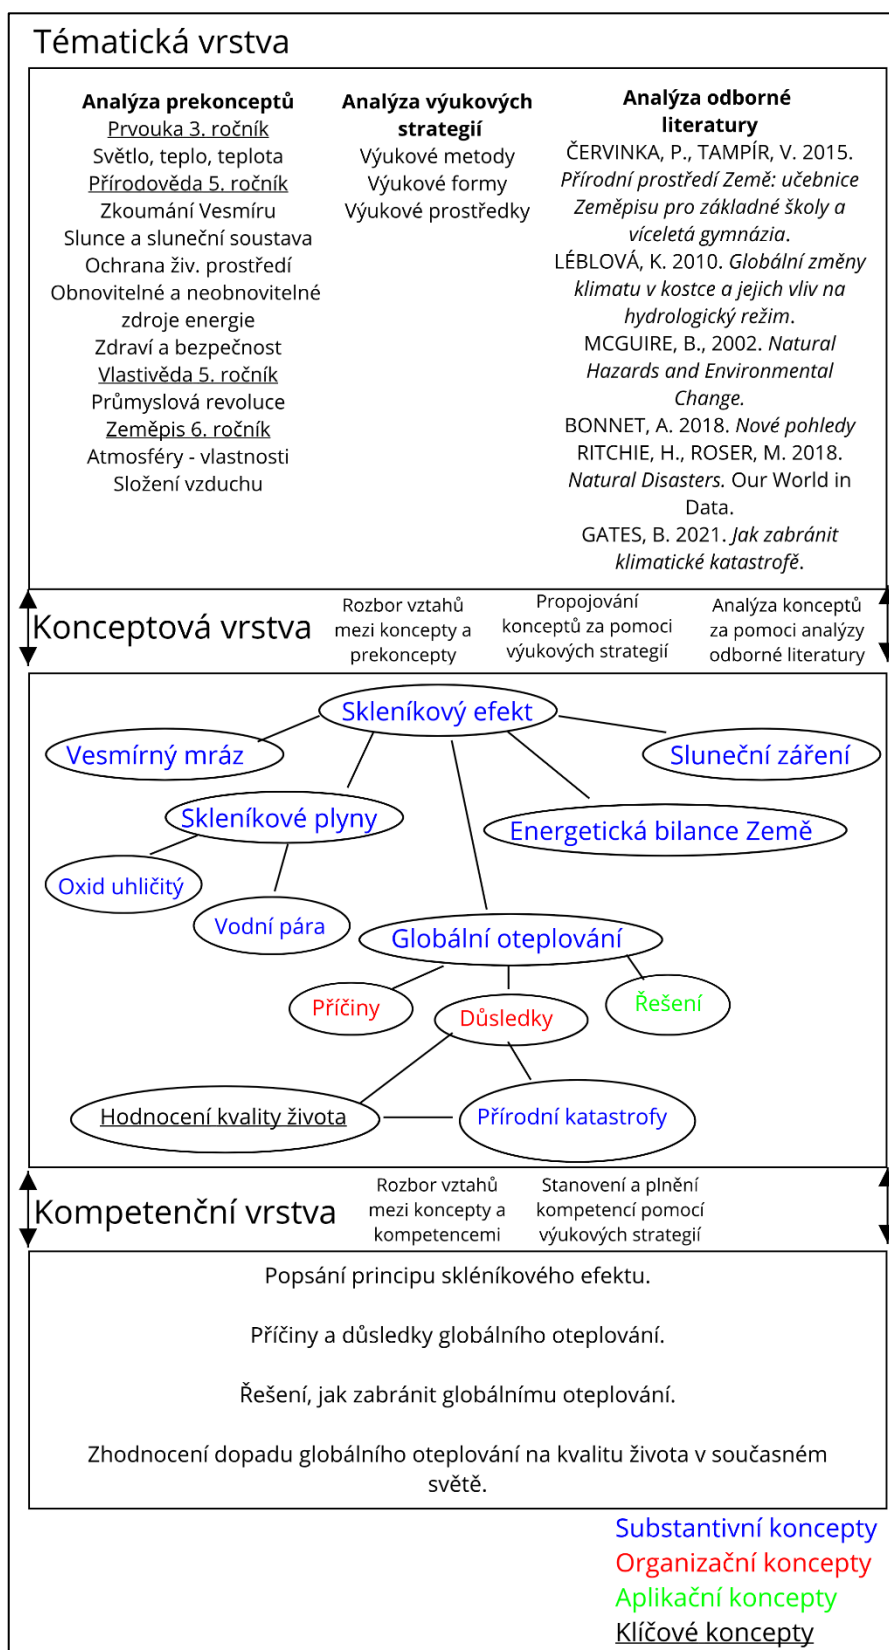 Tématická vrstva
Analýza prekonceptů
Prvouka 3. ročník
Světlo, teplo, teplota
Přírodověda 5. ročník
Zkoumání Vesmíru
Slunce a sluneční soustava
Ochrana živ. prostředí
Obnovitelné a neobnovitelné
zdroje energie
Zdraví a bezpečnost
Vlastivěda 5. ročník
Průmyslová revoluce
Zeměpis 6. ročník
Atmosféry - vlastnosti
Složení vzduchu
Analýza výukových
strategií
Výukové metody
Výukové formy
Výukové prostředky
Analýza odborné
literatury
ČERVINKA, P., TAMPÍR, V. 2015.
Přírodní prostředí Země: učebnice
Zeměpisu pro základné školy a
víceletá gymnázia.
LÉBLOVÁ, K. 2010. Globální změny
klimatu v kostce a jejich vliv na
hydrologický režim.
MCGUIRE, B., 2002. Natural
Hazards and Environmental
Change.
BONNET, A. 2018. Nové pohledy
RITCHIE, H., ROSER, M. 2018.
Natural Disasters. Our World in
Data.
GATES, B. 2021. Jak zabránit
klimatické katastrofě.
Konceptová vrstva
Rozbor vztahů
mezi koncepty a
prekoncepty
Propojování
konceptů za pomoci
výukových strategií
Analýza konceptů
za pomoci analýzy
odborné literatury
Skleníkový efekt
Vesmírný mráz
Sluneční záření
Skleníkové plyny
Energetická bilance Země
Oxid uhličitý
Vodní pára
Globální oteplování
Příčiny
Důsledky
Řešení
Hodnocení kvality života
Přírodní katastrofy
Kompetenční vrstva
Rozbor vztahů
mezi koncepty a
kompetencemi
Stanovení a plnění
kompetencí pomocí
výukových strategií
Popsání principu skléníkového efektu.
Příčiny a důsledky globálního oteplování.
Řešení, jak zabránit globálnímu oteplování.
Zhodnocení dopadu globálního oteplování na kvalitu života v současném
světě.
Substantivní koncepty
Organizační koncepty
Aplikační koncepty
Klíčové koncepty